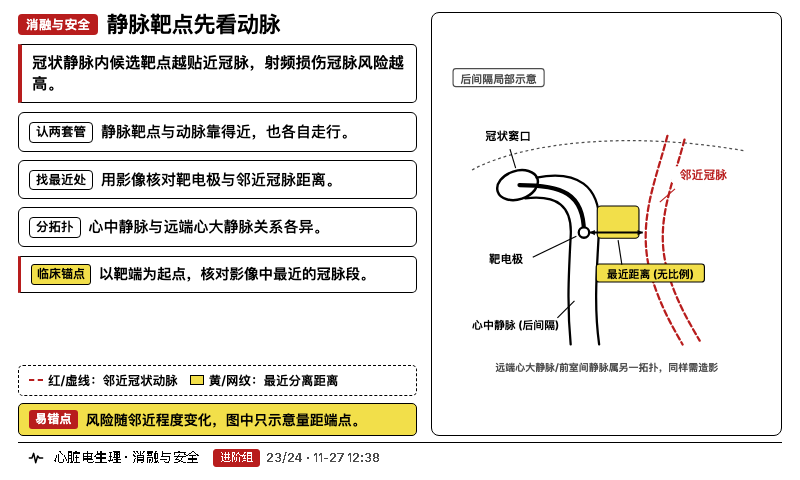 消融与安全 静脉靶点先看动脉
冠状静脉内候选靶点越贴近冠脉，射频损伤冠脉风险越
高。
认两套管 静脉靶点与动脉靠得近，也各自走行。
找最近处 用影像核对靶电极与邻近冠脉距离。
分拓扑 心中静脉与远端心大静脉关系各异。
临床锚点 以靶端为起点，核对影像中最近的冠脉段。
红/虚线：邻近冠状动脉 黄/网纹：最近分离距离
易错点 风险随邻近程度变化，图中只示意量距端点。
后间隔局部示意
冠状窦口
邻近冠脉
靶电极
最近距离 (无比例)
心中静脉 (后间隔)
远端心大静脉/前室间静脉属另一拓扑，同样需造影
心脏电生理 · 消融与安全 进阶组 23/24 · 11-27 12:38